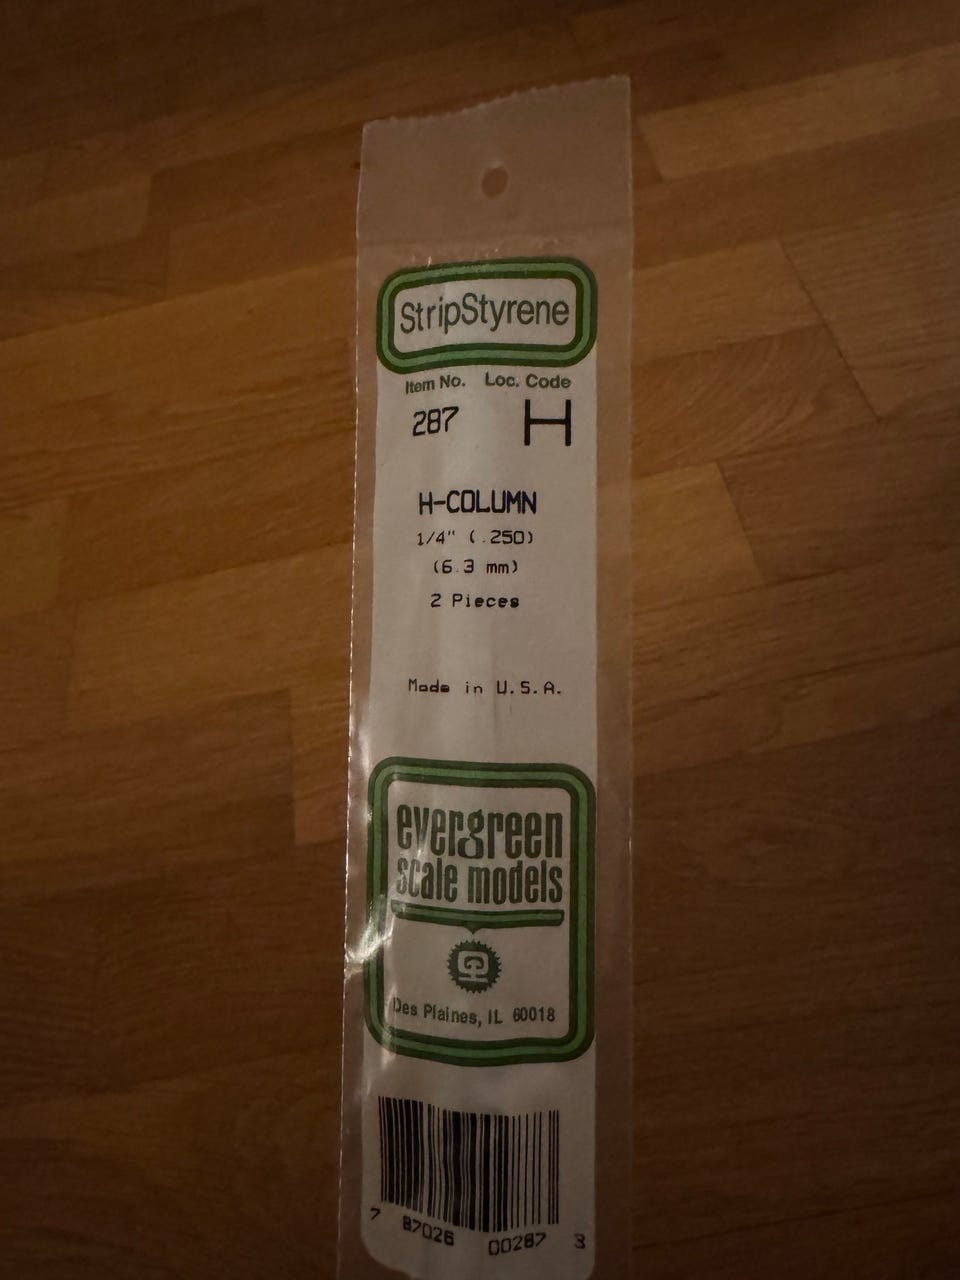 StripStyrene
Item No. Loc. Code
287 H
H-COLUMN
1/4" (.250)
(6.3 mm)
2 Pieces
Made in U.S.A.
evergreen
scale models
Des Plaines, IL 60018
7 87026 00287 3